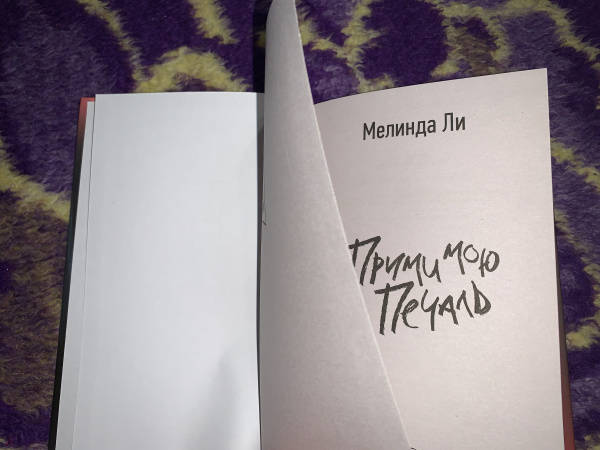 Мелинда Ли
Прими мою
Печаль